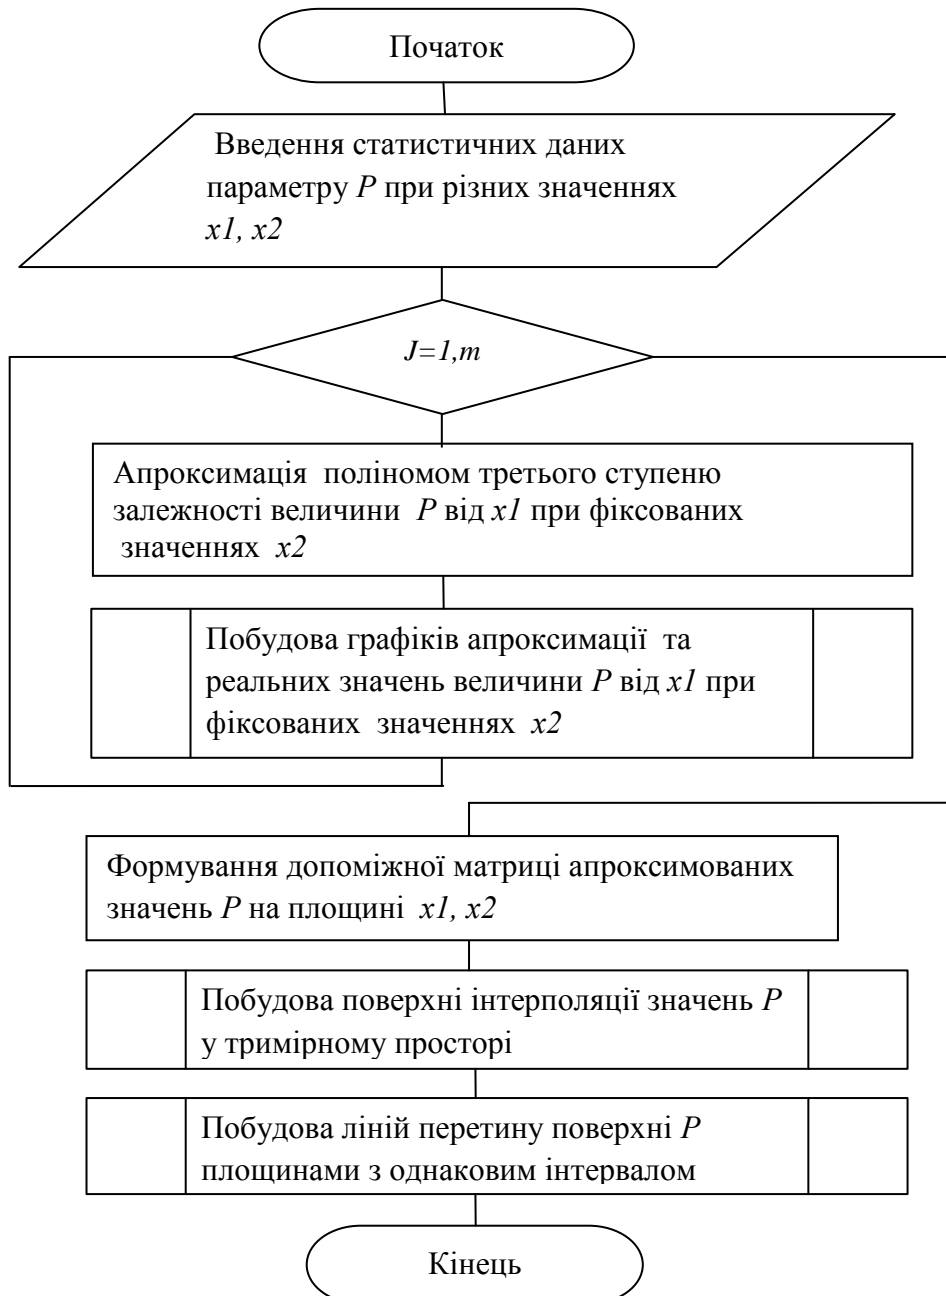 Початок
Введення статистичних даних
параметру P при різних значеннях
x1, x2
J=1,m
Апроксимація поліномом третього ступеню
залежності величини P від x1 при фіксованих
значеннях x2
Побудова графіків апроксимації та
реальних значень величини P від x1 при
фіксованих значеннях x2
Формування допоміжної матриці апроксимованих
значень P на площині x1, x2
Побудова поверхні інтерполяції значень P
у тримірному просторі
Побудова ліній перетину поверхні P
площинами з однаковим інтервалом
Кінець